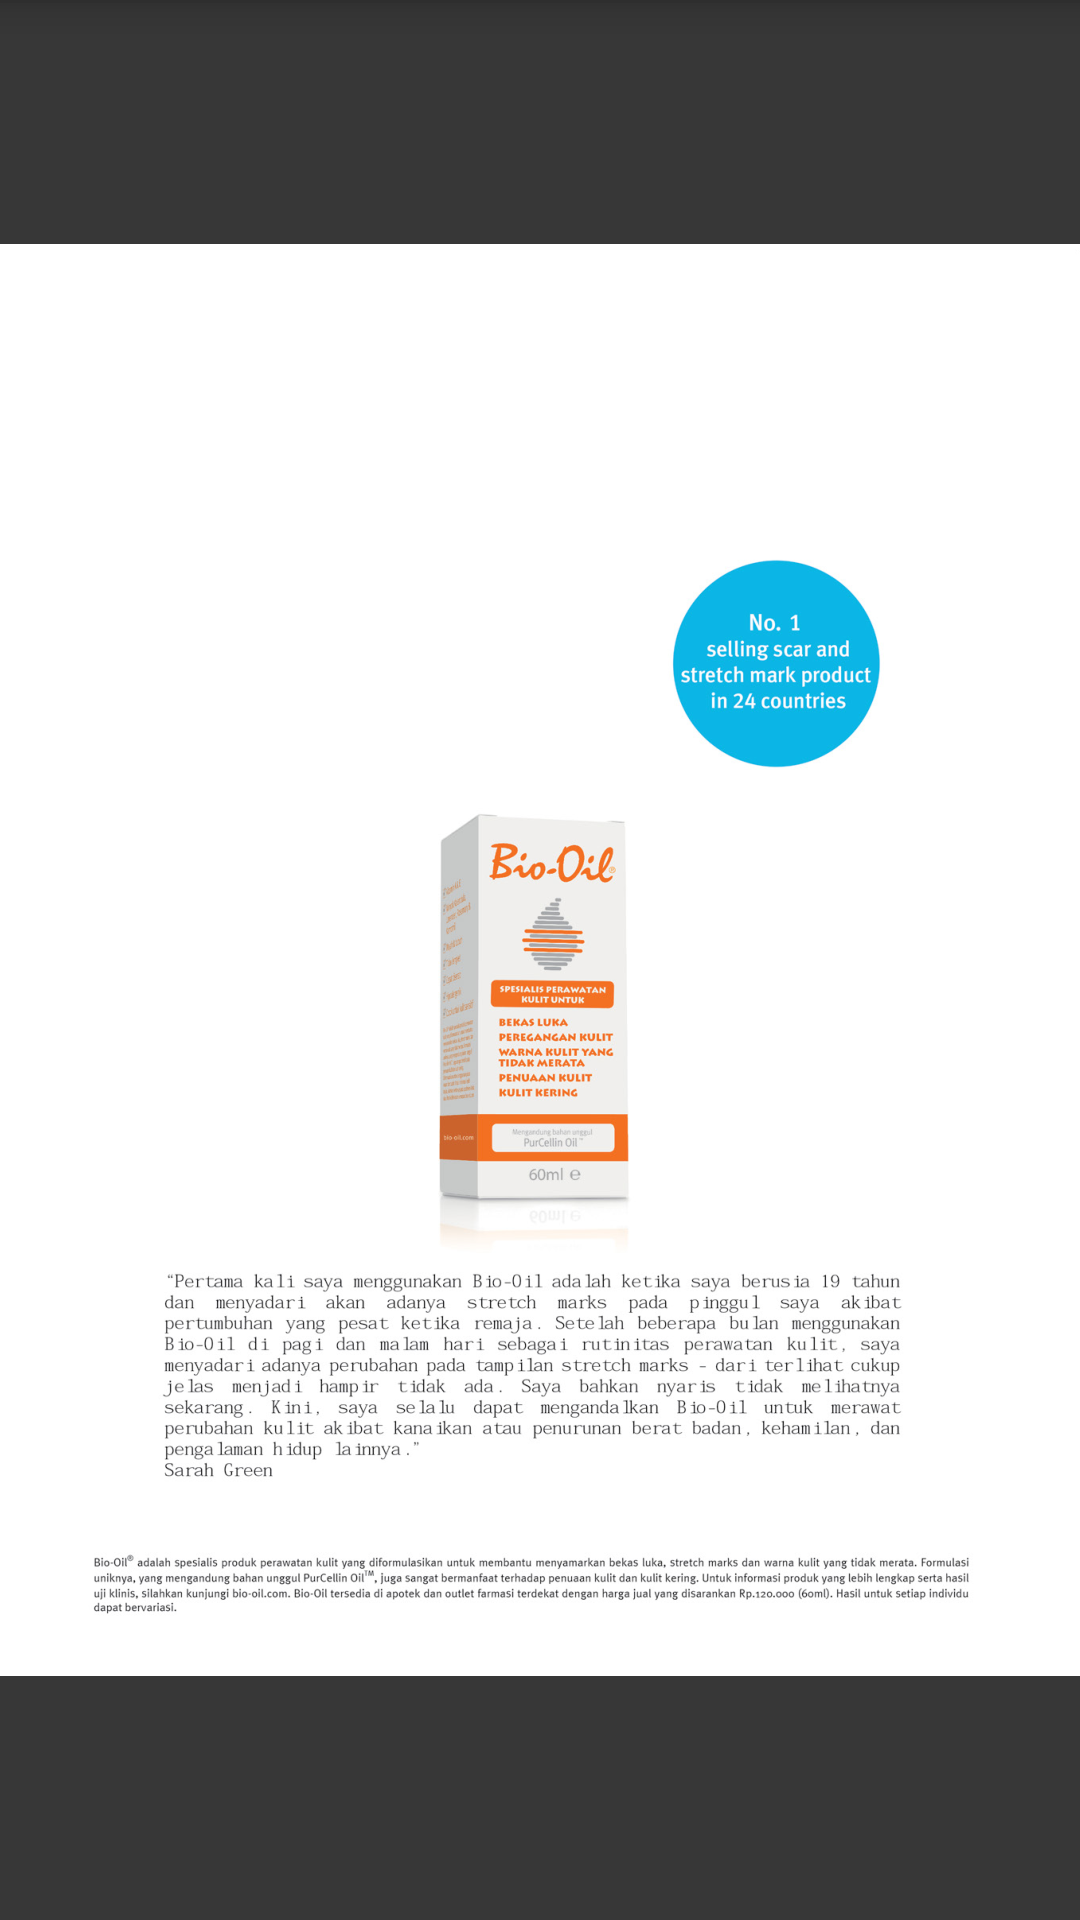 No. 1
selling scar and
stretch mark product
in 24 countries
Bio-Oil®
SPESIALIS PERAWATAN
KULIT UNTUK
BEKAS LUKA
PEREGANGAN KULIT
WARNA KULIT YANG
TIDAK MERATA
PENUAAN KULIT
KULIT KERING
bio-oil.com
Mengandung bahan unggul
PurCellin Oil™
60ml ℮
“Pertama kali saya menggunakan Bio-Oil adalah ketika saya berusia 19 tahun
dan menyadari akan adanya stretch marks pada pinggul saya akibat
pertumbuhan yang pesat ketika remaja. Setelah beberapa bulan menggunakan
Bio-Oil di pagi dan malam hari sebagai rutinitas perawatan kulit, saya
menyadari adanya perubahan pada tampilan stretch marks - dari terlihat cukup
jelas menjadi hampir tidak ada. Saya bahkan nyaris tidak melihatnya
sekarang. Kini, saya selalu dapat mengandalkan Bio-Oil untuk merawat
perubahan kulit akibat kanaikan atau penurunan berat badan, kehamilan, dan
pengalaman hidup lainnya.”
Sarah Green
Bio-Oil® adalah spesialis produk perawatan kulit yang diformulasikan untuk membantu menyamarkan bekas luka, stretch marks dan warna kulit yang tidak merata. Formulasi
uniknya, yang mengandung bahan unggul PurCellin Oil™, juga sangat bermanfaat terhadap penuaan kulit dan kulit kering. Untuk informasi produk yang lebih lengkap serta hasil
uji klinis, silahkan kunjungi bio-oil.com. Bio-Oil tersedia di apotek dan outlet farmasi terdekat dengan harga jual yang disarankan Rp.120.000 (60ml). Hasil untuk setiap individu
dapat bervariasi.